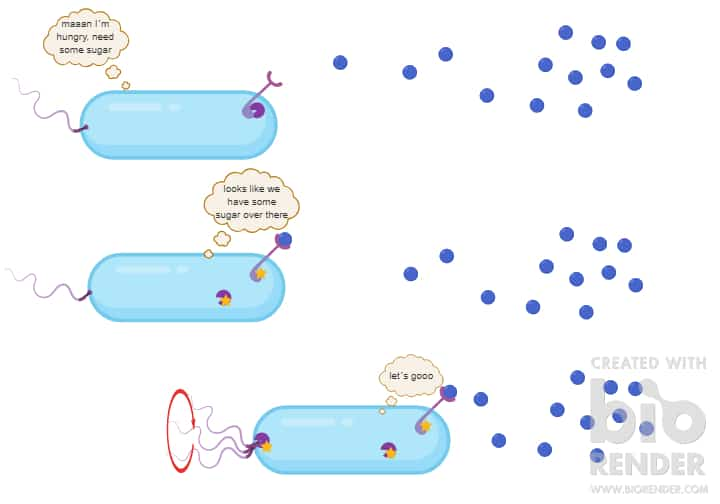 maaan I´m
hungry, need
some sugar
looks like we
have some
sugar over there
let´s gooo
CREATED WITH
bio
RENDER
WWW.BIORENDER.COM